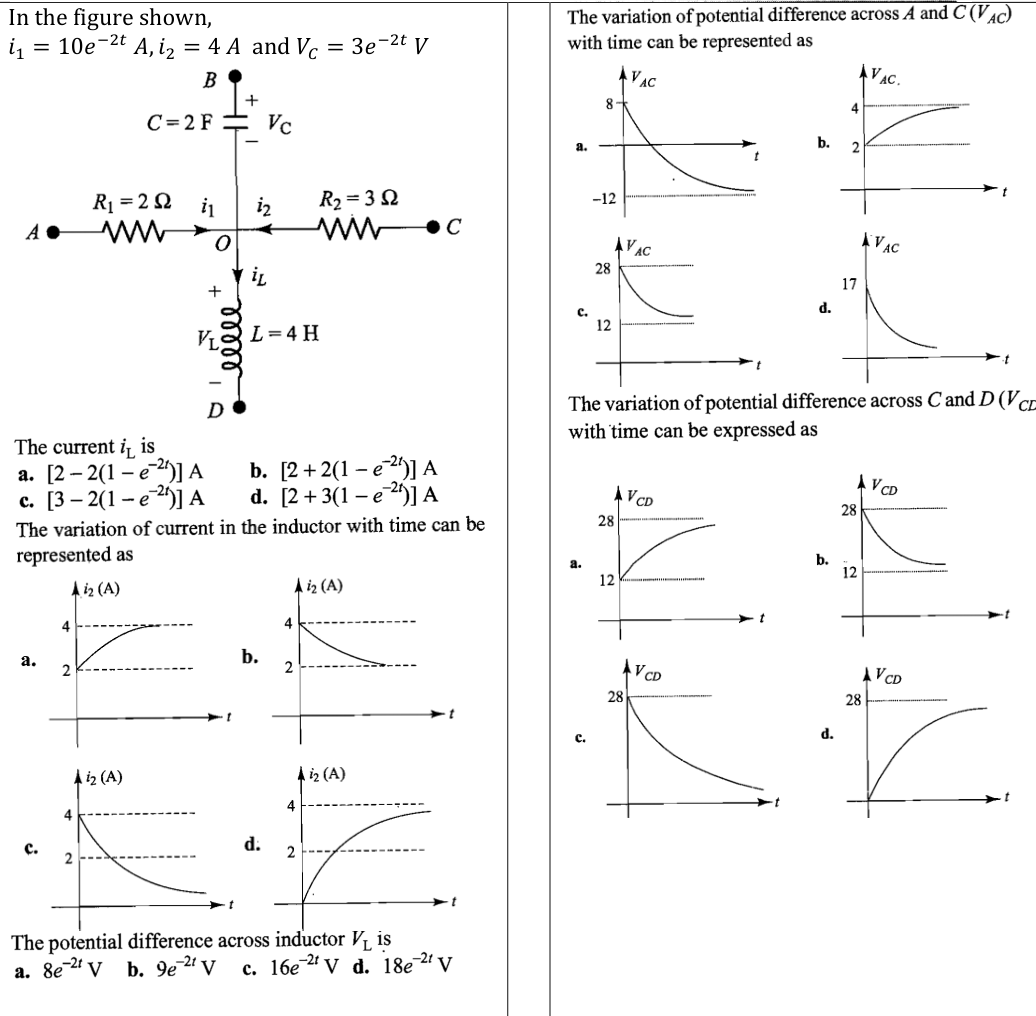 In the figure shown,
i₁ = 10e⁻²ᵗ A, i₂ = 4 A and V_C = 3e⁻²ᵗ V
B
+
C = 2 F
V_C
−
R₁ = 2 Ω
i₁
i₂
R₂ = 3 Ω
A
O
C
i_L
+
V_L
L = 4 H
−
D
The current i_L is
a. [2 – 2(1 – e⁻²ᵗ)] A
b. [2 + 2(1 – e⁻²ᵗ)] A
c. [3 – 2(1 – e⁻²ᵗ)] A
d. [2 + 3(1 – e⁻²ᵗ)] A
The variation of current in the inductor with time can be
represented as
a.
i₂ (A)
4
2
t
b.
i₂ (A)
4
2
t
c.
i₂ (A)
4
2
t
d.
i₂ (A)
4
2
t
The potential difference across inductor V_L is
a. 8e⁻²ᵗ V b. 9e⁻²ᵗ V c. 16e⁻²ᵗ V d. 18e⁻²ᵗ V
The variation of potential difference across A and C (V_AC)
with time can be represented as
a.
V_AC
8
−12
t
b.
V_AC.
4
2
t
c.
V_AC
28
12
t
d.
V_AC
17
t
The variation of potential difference across C and D (V_CD
with time can be expressed as
a.
V_CD
28
12
t
b.
V_CD
28
12
t
c.
V_CD
28
t
d.
V_CD
28
t